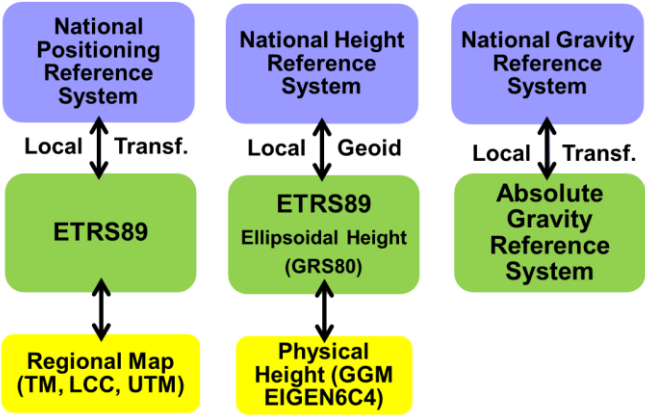 National
Positioning
Reference
System
National Height
Reference
System
National Gravity
Reference
System
Local Transf.
Local Geoid
Local Transf.
ETRS89
ETRS89
Ellipsoidal Height
(GRS80)
Absolute
Gravity
Reference
System
Regional Map
(TM, LCC, UTM)
Physical
Height (GGM
EIGEN6C4)